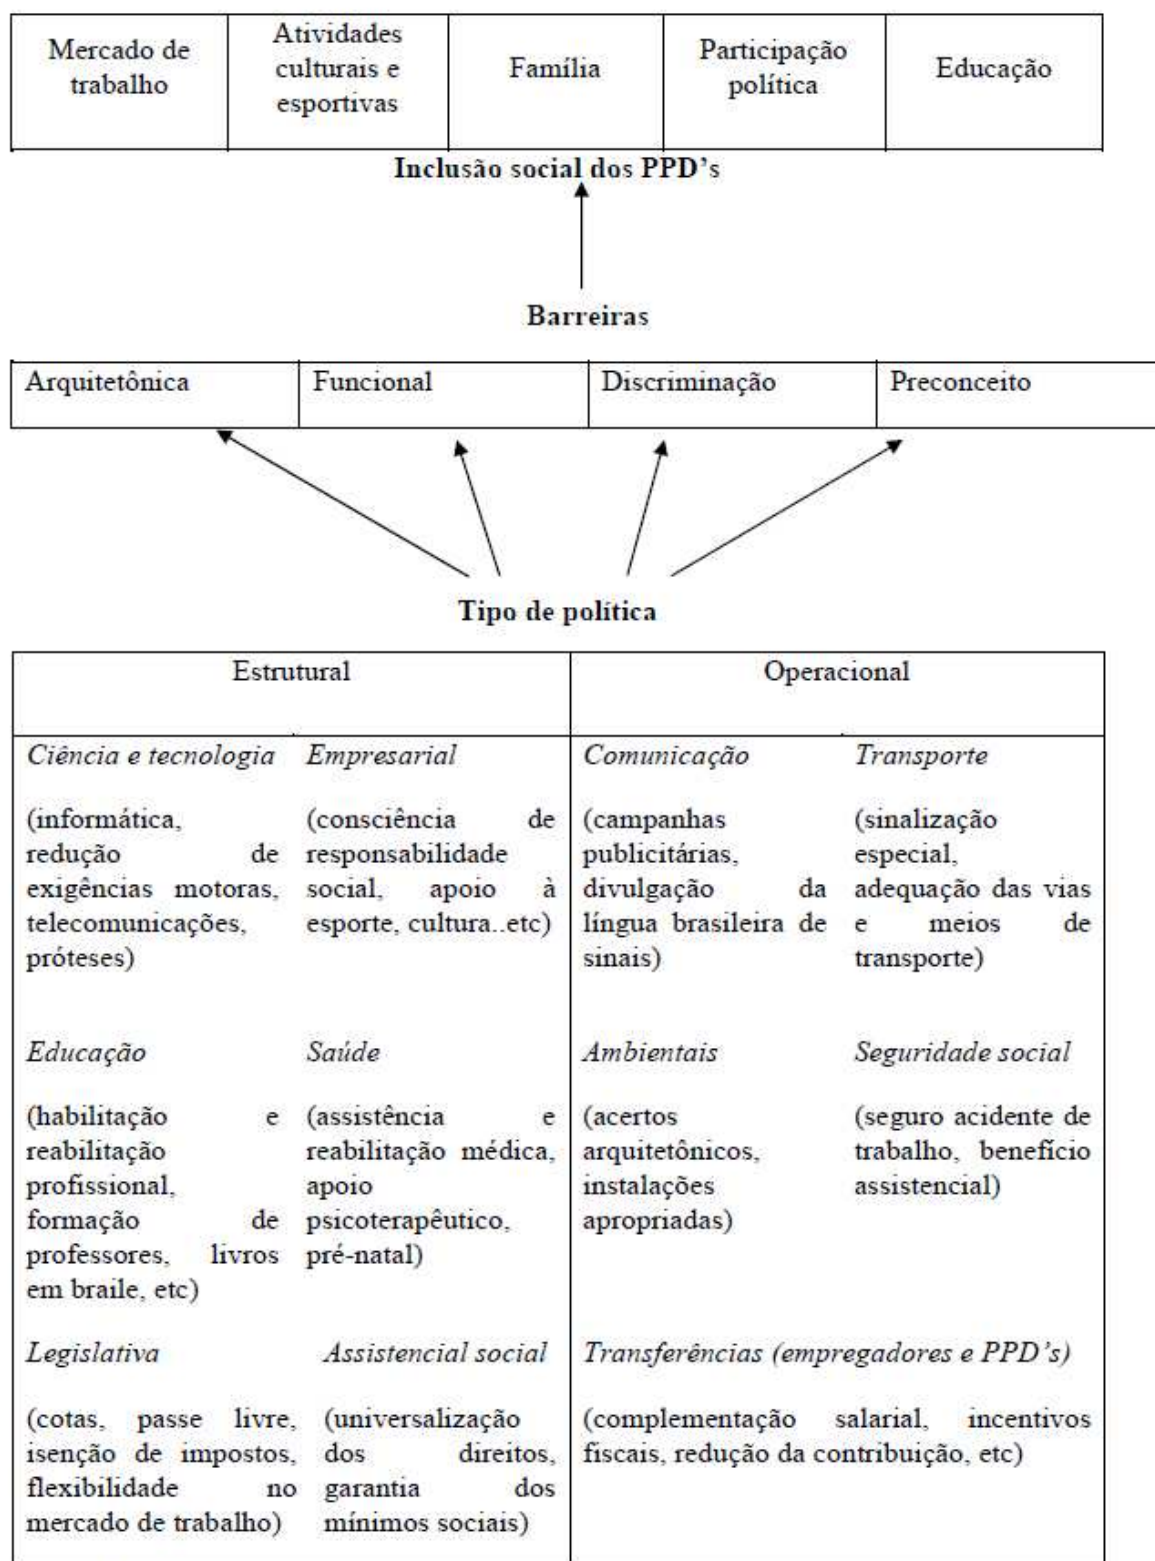 Mercado de trabalho
Atividades culturais e esportivas
Família
Participação política
Educação
Inclusão social dos PPD's
Barreiras
Arquitetônica
Funcional
Discriminação
Preconceito
Tipo de política
Estrutural
Operacional
Ciência e tecnologia
(informática,
redução de
exigências motoras,
telecomunicações,
próteses)
Empresarial
(consciência de
responsabilidade
social, apoio à
esporte, cultura..etc)
Comunicação
(campanhas
publicitárias,
divulgação da
língua brasileira de
sinais)
Transporte
(sinalização
especial,
adequação das vias
e meios de
transporte)
Educação
(habilitação e
reabilitação
profissional,
formação de
professores, livros
em braile, etc)
Saúde
(assistência e
reabilitação médica,
apoio
psicoterapêutico,
pré-natal)
Ambientais
(acertos
arquitetônicos,
instalações
apropriadas)
Seguridade social
(seguro acidente de
trabalho, benefício
assistencial)
Legislativa
(cotas, passe livre,
isenção de impostos,
flexibilidade no
mercado de trabalho)
Assistencial social
(universalização
dos direitos,
garantia dos
mínimos sociais)
Transferências (empregadores e PPD's)
(complementação salarial, incentivos
fiscais, redução da contribuição, etc)